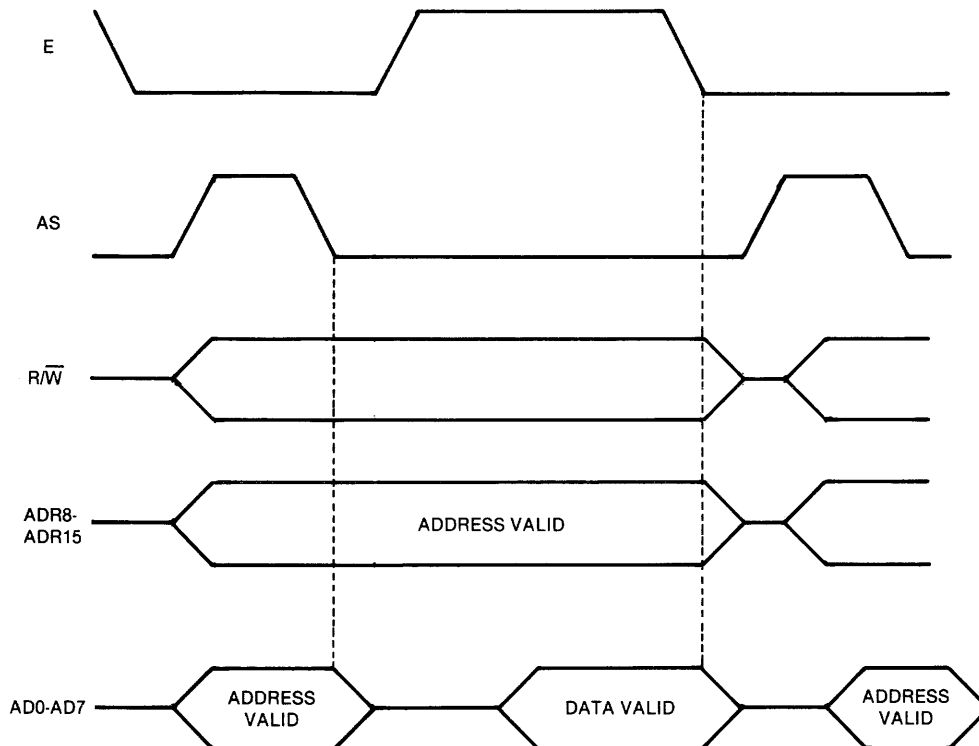 E
AS
R/W̅
ADR8-
ADR15
ADDRESS VALID
AD0-AD7
ADDRESS
VALID
DATA VALID
ADDRESS
VALID